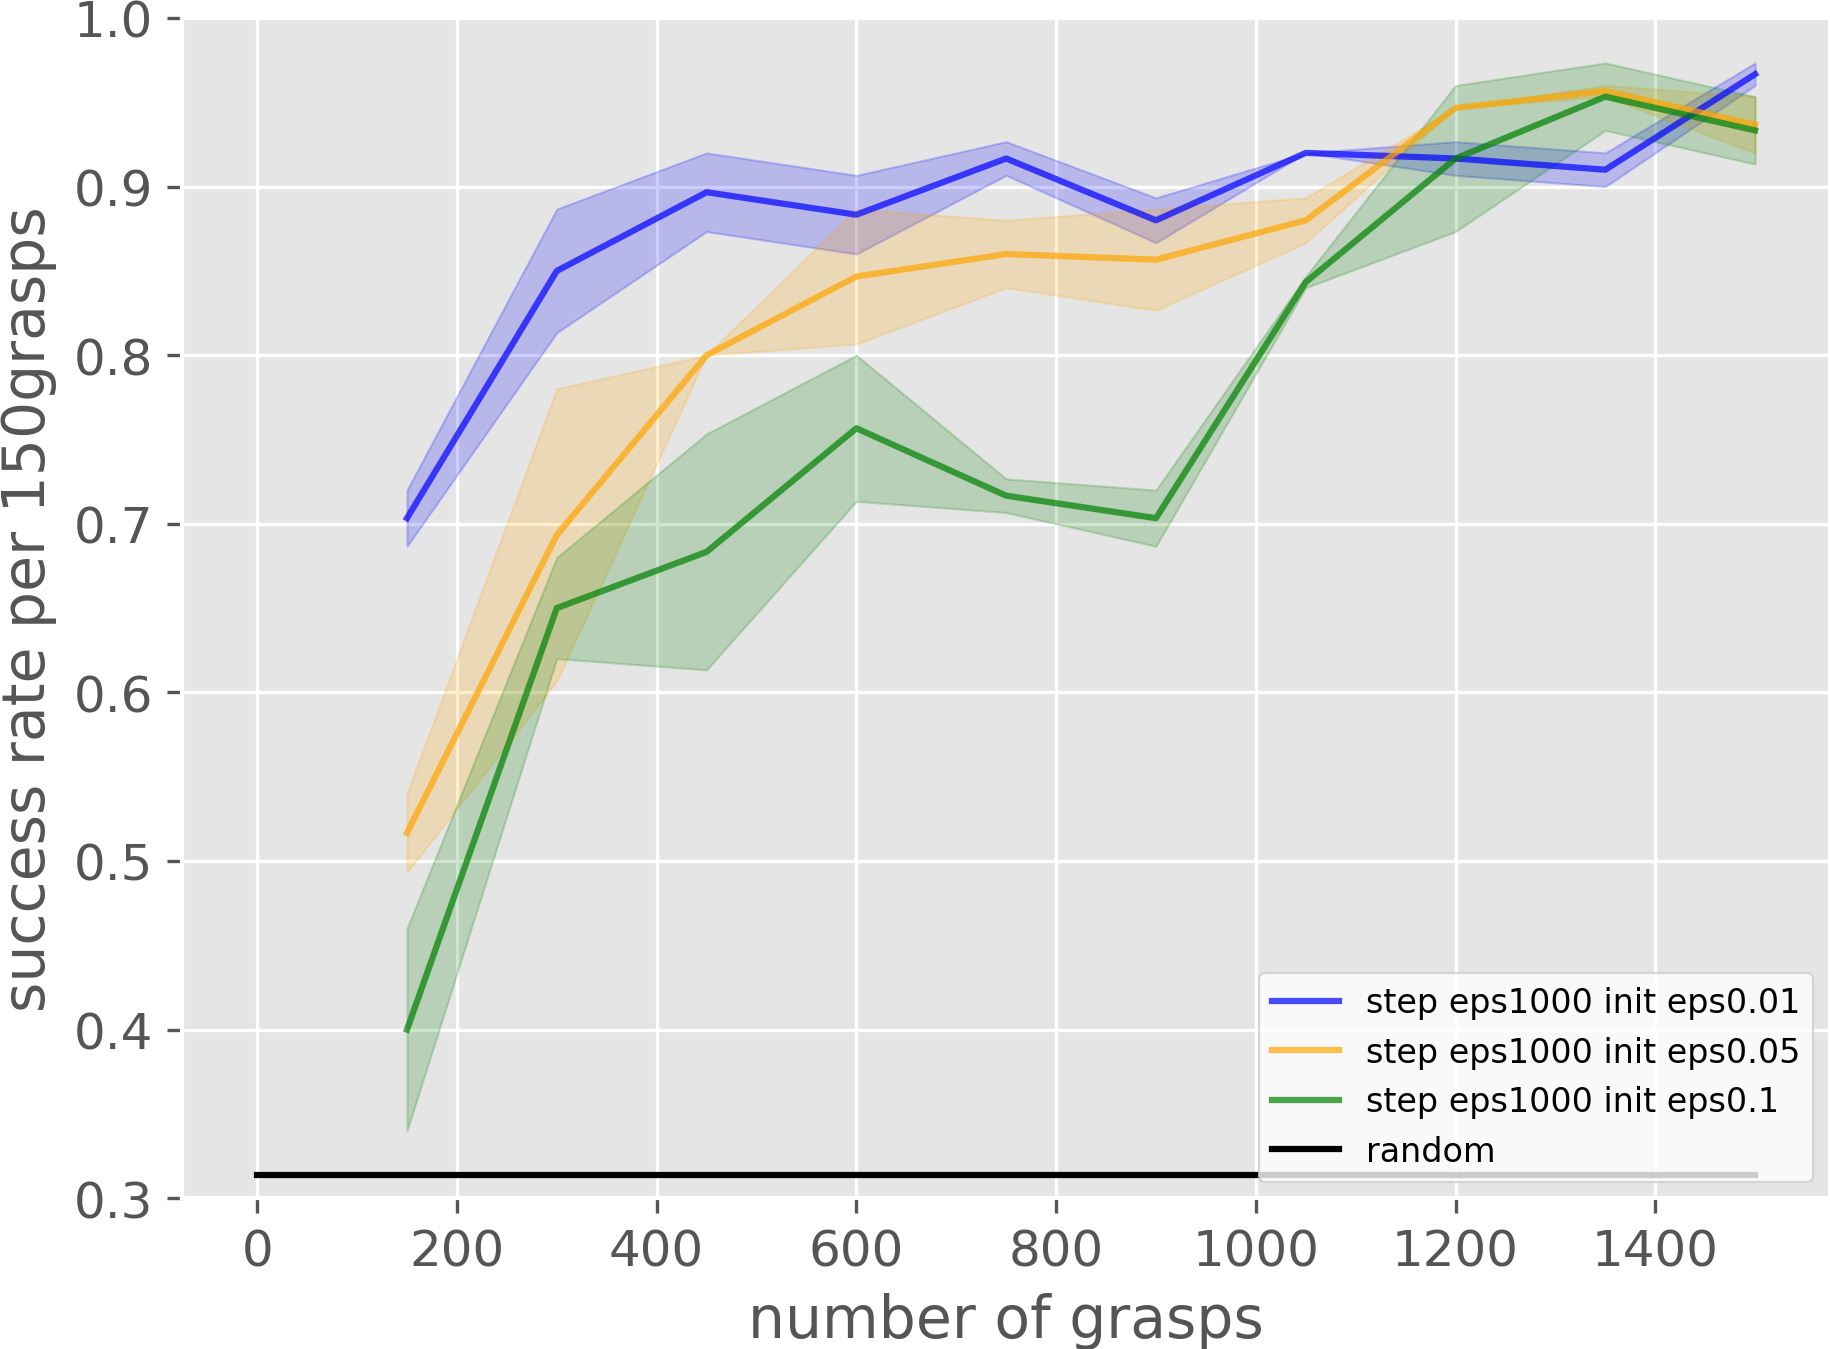 1.0
0.9
0.8
0.7
0.6
0.5
0.4
0.3
success rate per 150grasps
step eps1000 init eps0.01
step eps1000 init eps0.05
step eps1000 init eps0.1
random
0 200 400 600 800 1000 1200 1400
number of grasps